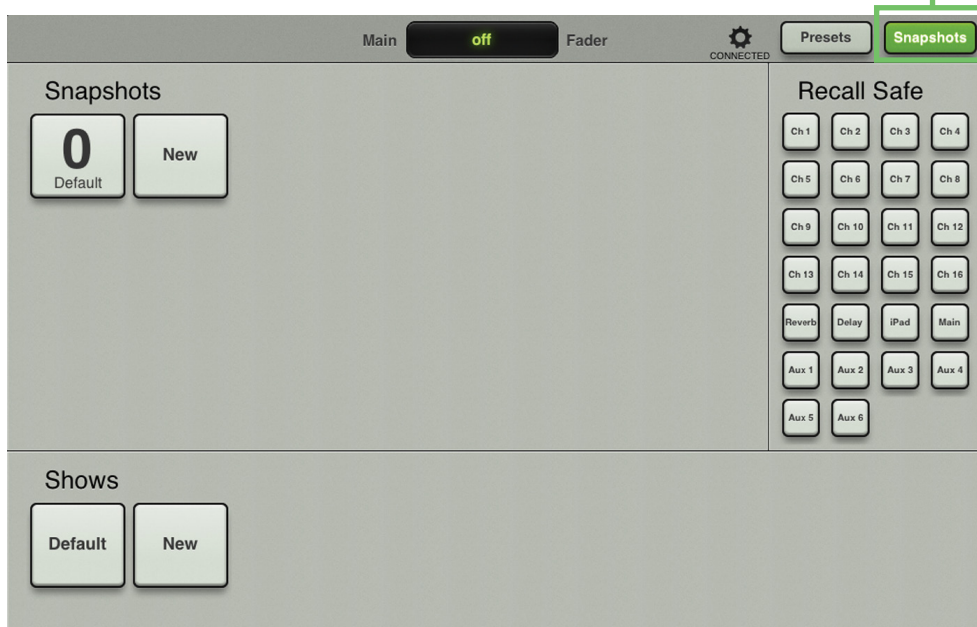 Main off Fader CONNECTED Presets Snapshots
Snapshots
0
Default
New
Recall Safe
Ch 1 Ch 2 Ch 3 Ch 4
Ch 5 Ch 6 Ch 7 Ch 8
Ch 9 Ch 10 Ch 11 Ch 12
Ch 13 Ch 14 Ch 15 Ch 16
Reverb Delay iPad Main
Aux 1 Aux 2 Aux 3 Aux 4
Aux 5 Aux 6
Shows
Default New